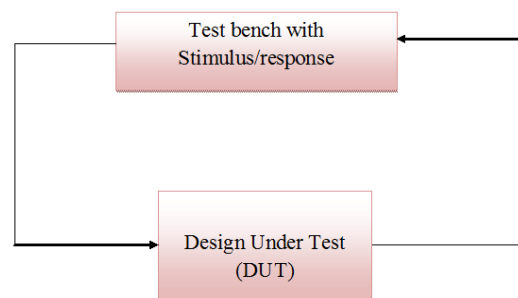 Test bench with
Stimulus/response
Design Under Test
(DUT)